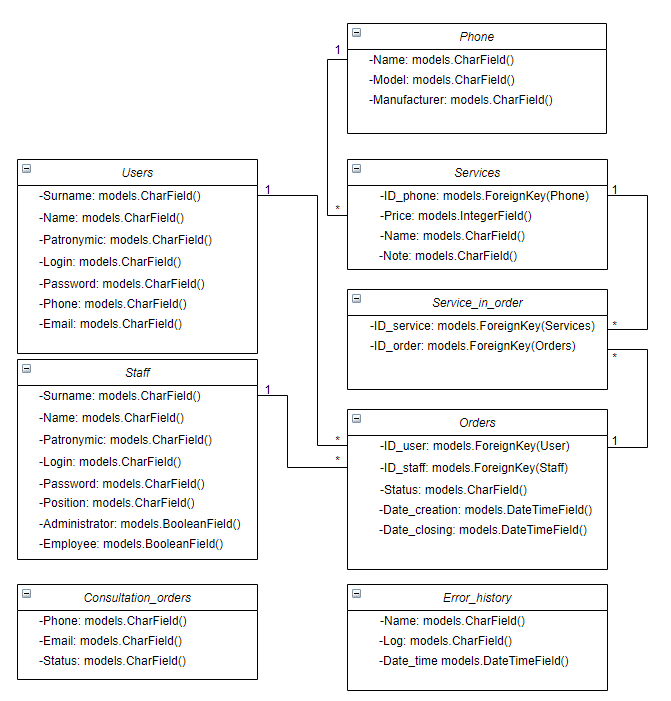 Phone
-Name: models.CharField()
-Model: models.CharField()
-Manufacturer: models.CharField()
1
*
Users
-Surname: models.CharField()
-Name: models.CharField()
-Patronymic: models.CharField()
-Login: models.CharField()
-Password: models.CharField()
-Phone: models.CharField()
-Email: models.CharField()
1
*
Services
-ID_phone: models.ForeignKey(Phone)
-Price: models.IntegerField()
-Name: models.CharField()
-Note: models.CharField()
1
*
Service_in_order
-ID_service: models.ForeignKey(Services)
-ID_order: models.ForeignKey(Orders)
*
1
Staff
-Surname: models.CharField()
-Name: models.CharField()
-Patronymic: models.CharField()
-Login: models.CharField()
-Password: models.CharField()
-Position: models.CharField()
-Administrator: models.BooleanField()
-Employee: models.BooleanField()
1
*
Orders
-ID_user: models.ForeignKey(User)
-ID_staff: models.ForeignKey(Staff)
-Status: models.CharField()
-Date_creation: models.DateTimeField()
-Date_closing: models.DateTimeField()
Consultation_orders
-Phone: models.CharField()
-Email: models.CharField()
-Status: models.CharField()
Error_history
-Name: models.CharField()
-Log: models.CharField()
-Date_time models.DateTimeField()